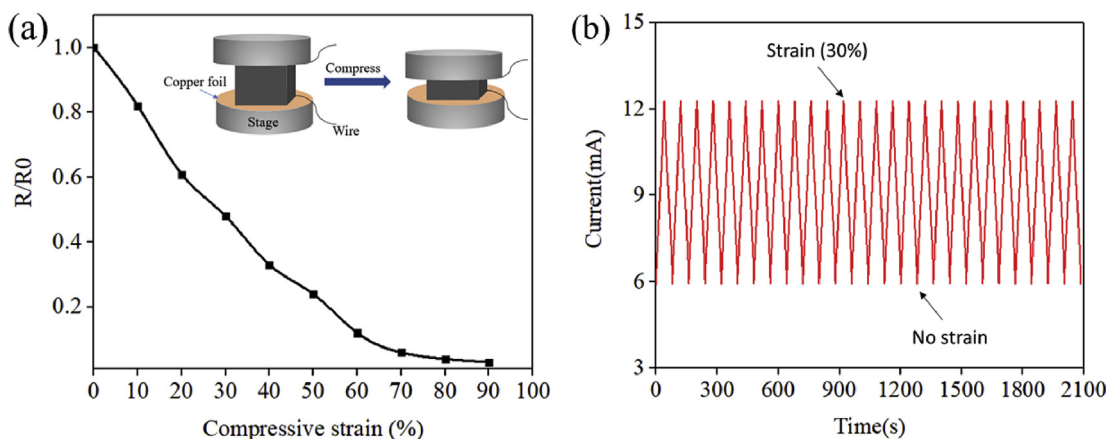 (a)
1.0
0.8
0.6
0.4
0.2
R/R0
0
10
20
30
40
50
60
70
80
90
100
Compressive strain (%)
Copper foil
Compress
Stage
Wire
(b)
15
12
9
6
3
Current(mA)
Strain (30%)
No strain
0
300
600
900
1200
1500
1800
2100
Time(s)